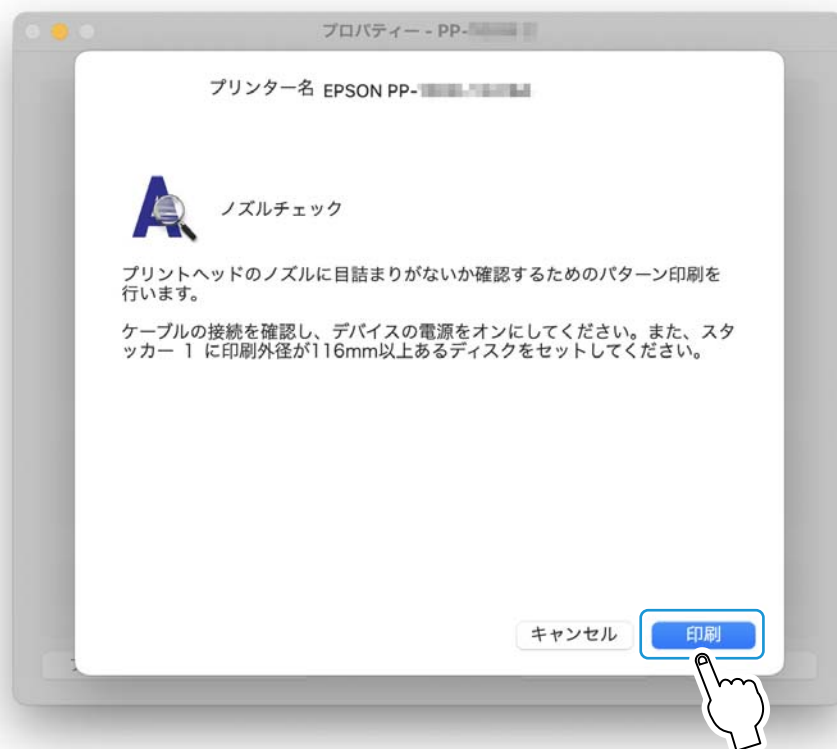 プロパティー - PP-
プリンター名 EPSON PP-
ノズルチェック
プリントヘッドのノズルに目詰まりがないか確認するためのパターン印刷を
行います。
ケーブルの接続を確認し、デバイスの電源をオンにしてください。また、スタ
ッカー 1 に印刷外径が116mm以上あるディスクをセットしてください。
キャンセル
印刷